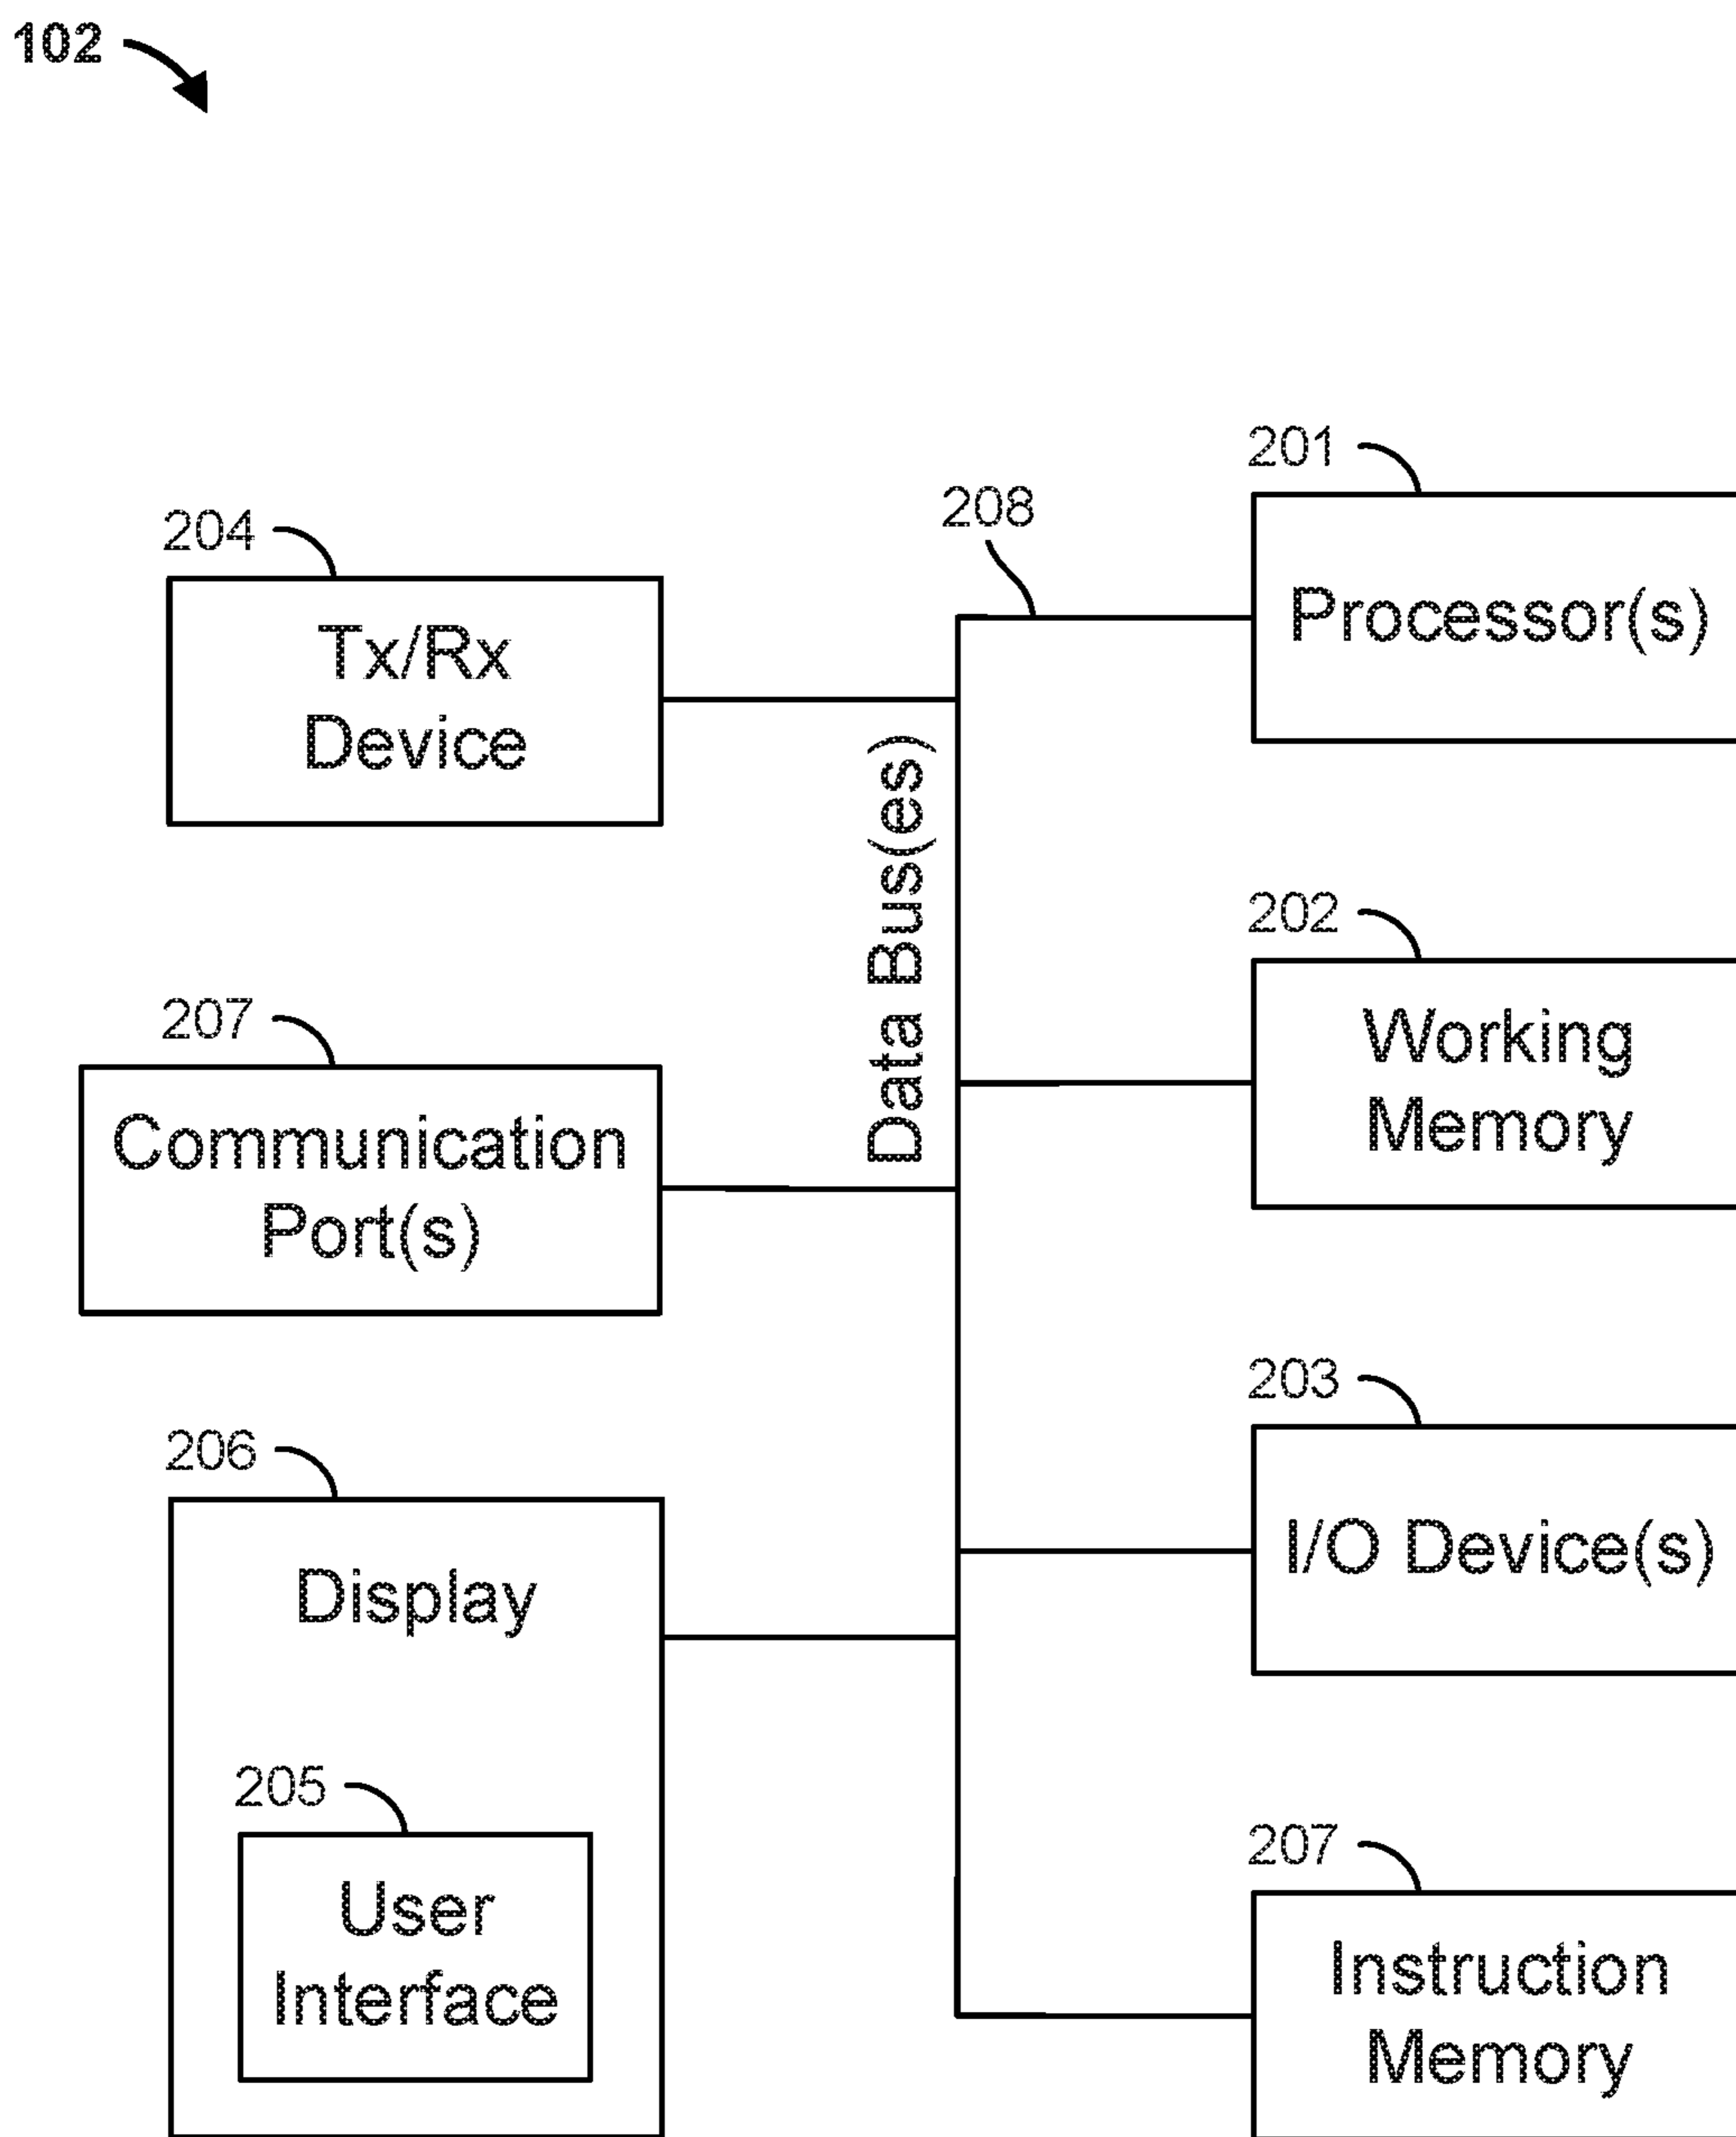 102
204
Tx/Rx
Device
207
Communication
Port(s)
206
Display
205
User
Interface
208
Data Bus(es)
201
Processor(s)
202
Working
Memory
203
I/O Device(s)
207
Instruction
Memory